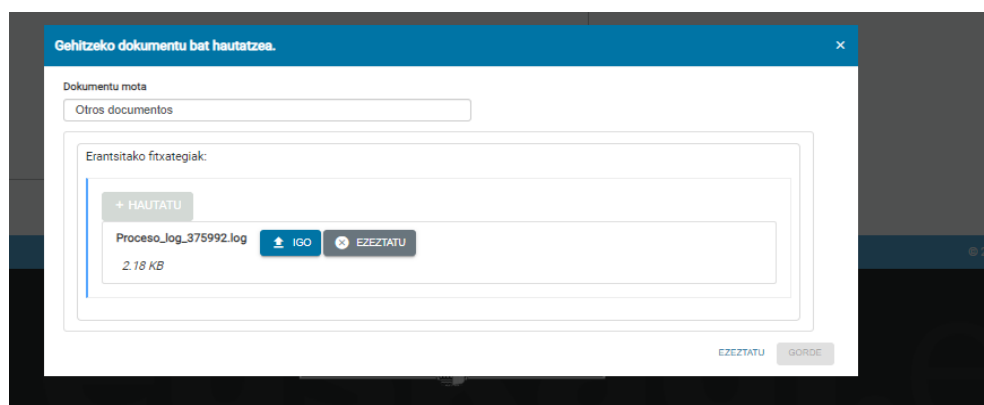 Gehitzeko dokumentu bat hautatzea.
×
Dokumentu mota
Otros documentos
Erantsitako fitxategiak:
+ HAUTATU
Proceso_log_375992.log IGO EZEZTATU
2.18 KB
EZEZTATU GORDE